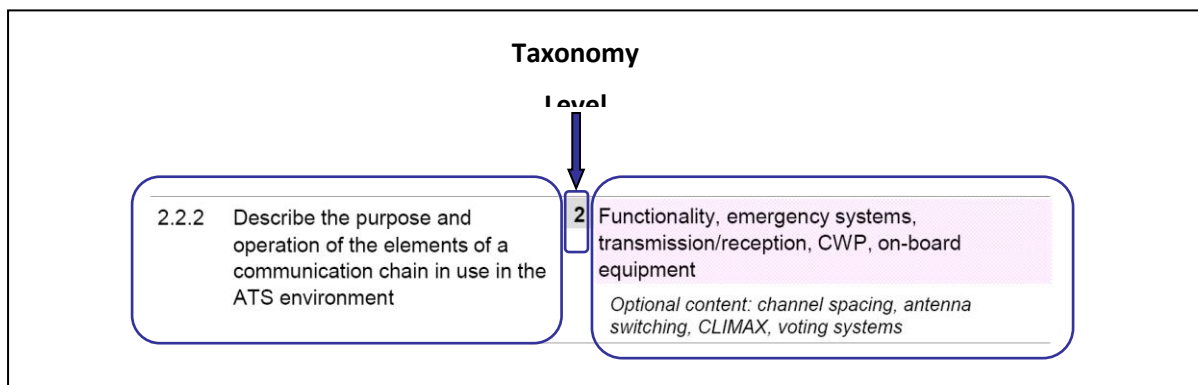 Taxonomy
Level
2.2.2 Describe the purpose and
operation of the elements of a
communication chain in use in the
ATS environment
2
Functionality, emergency systems,
transmission/reception, CWP, on-board
equipment
Optional content: channel spacing, antenna
switching, CLIMAX, voting systems